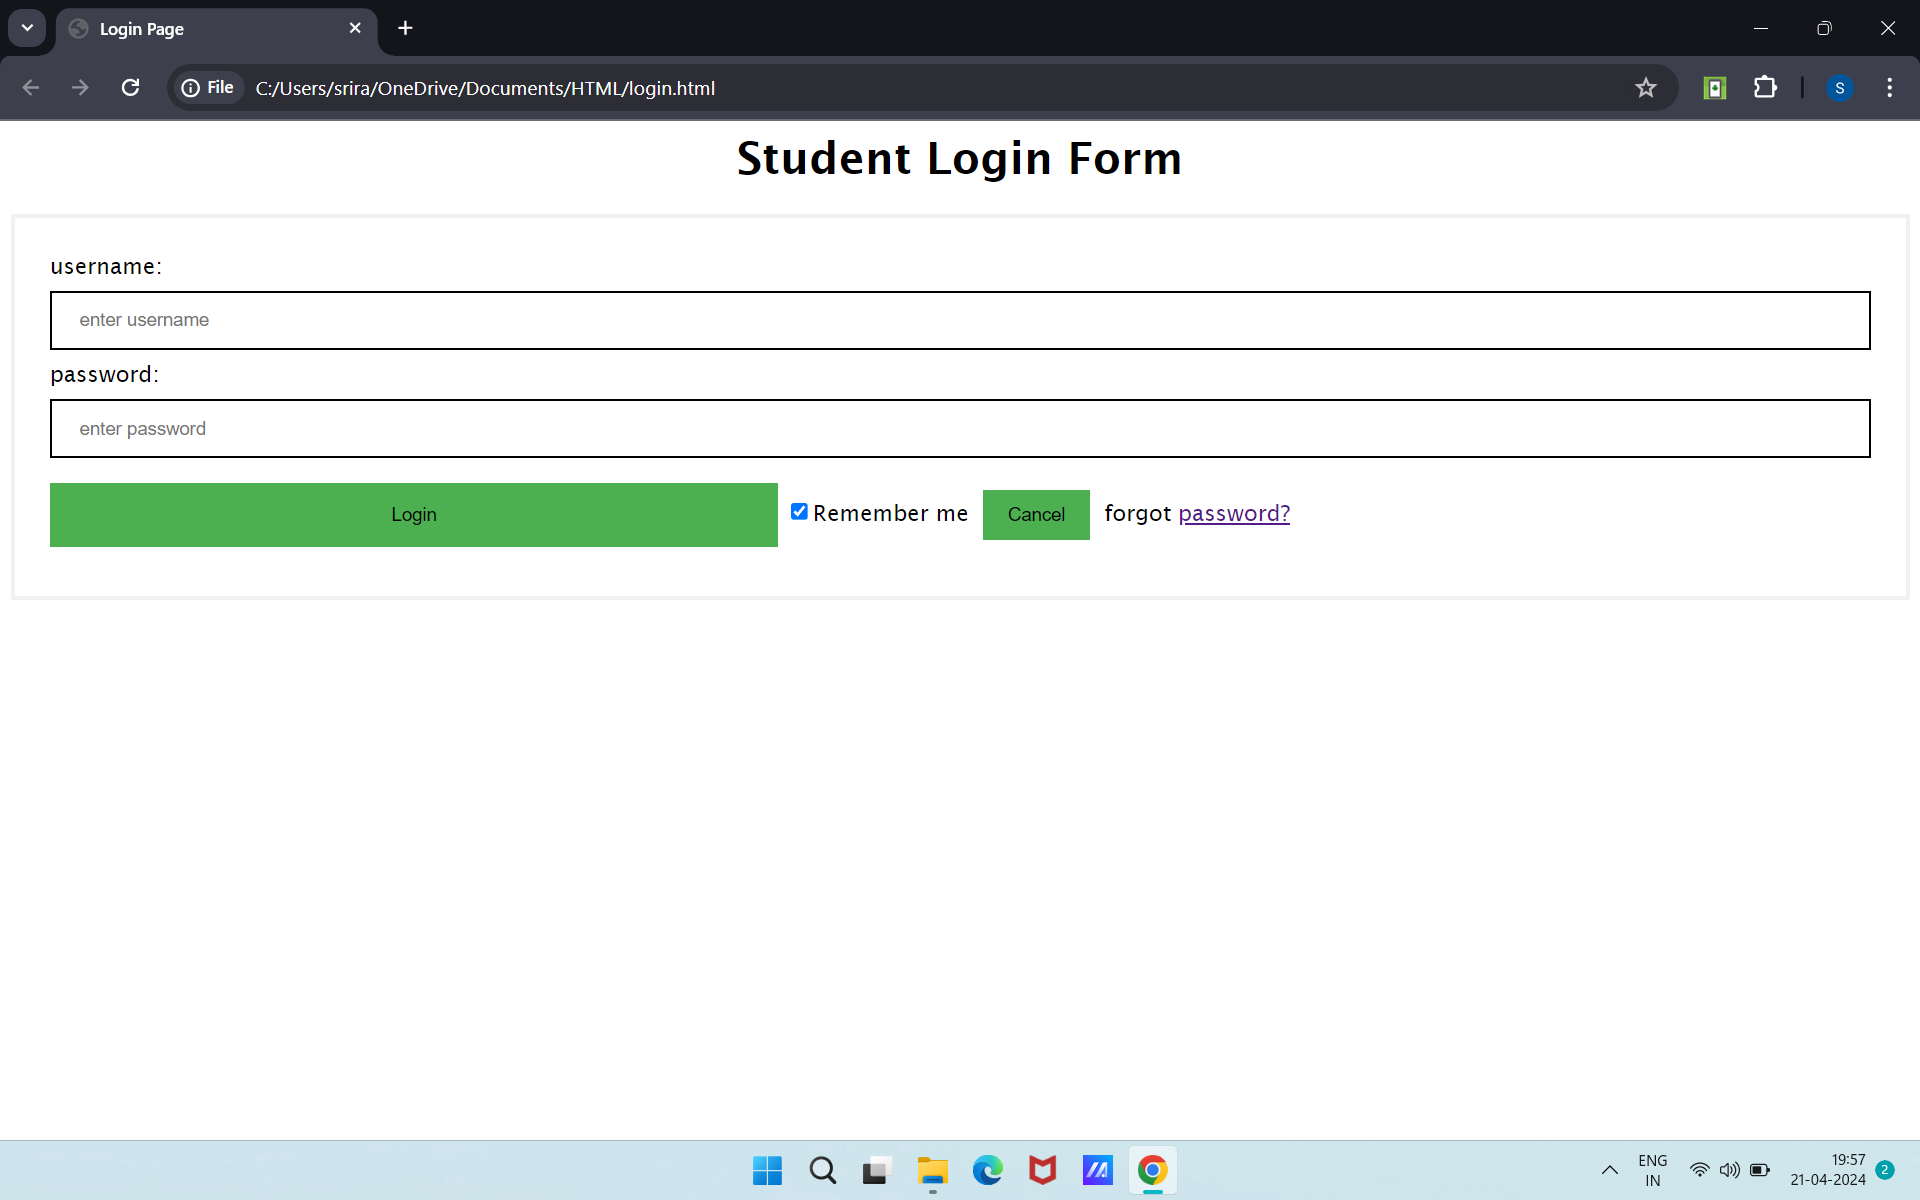 Login Page
File C:/Users/srira/OneDrive/Documents/HTML/login.html
S
Student Login Form
username:
enter username
password:
enter password
Login Remember me Cancel forgot password?
ENG
IN
19:57
21-04-2024
2